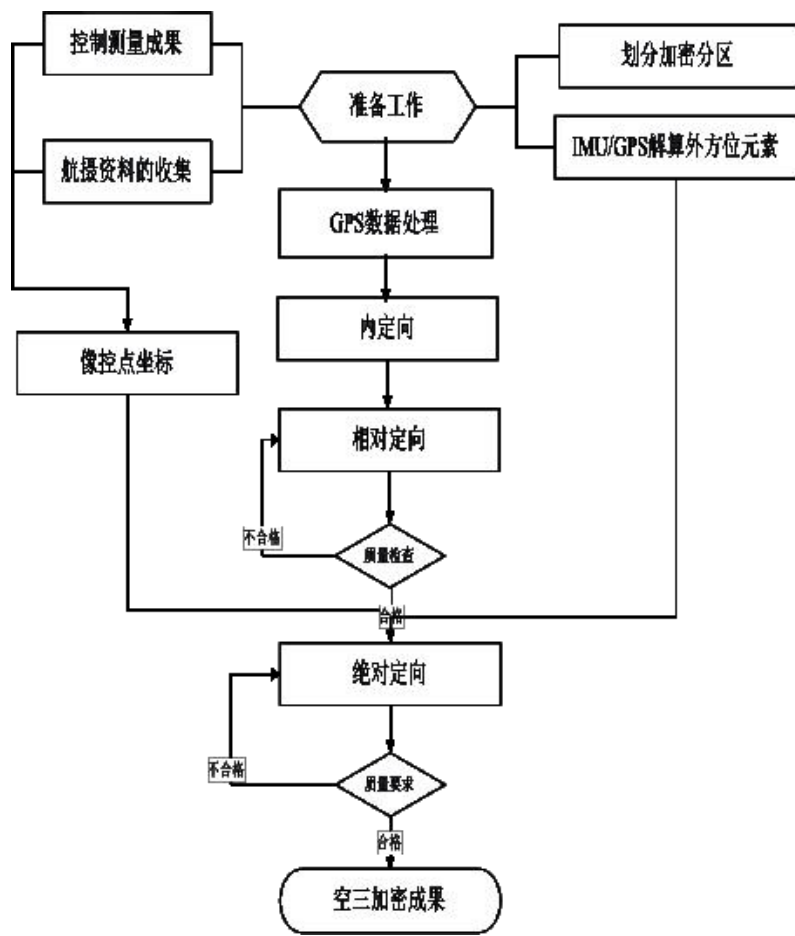 控制测量成果
划分加密分区
准备工作
航摄资料的收集
IMU/GPS解算外方位元素
GPS数据处理
内定向
像控点坐标
相对定向
不合格
质量检查
合格
绝对定向
不合格
质量要求
合格
空三加密成果